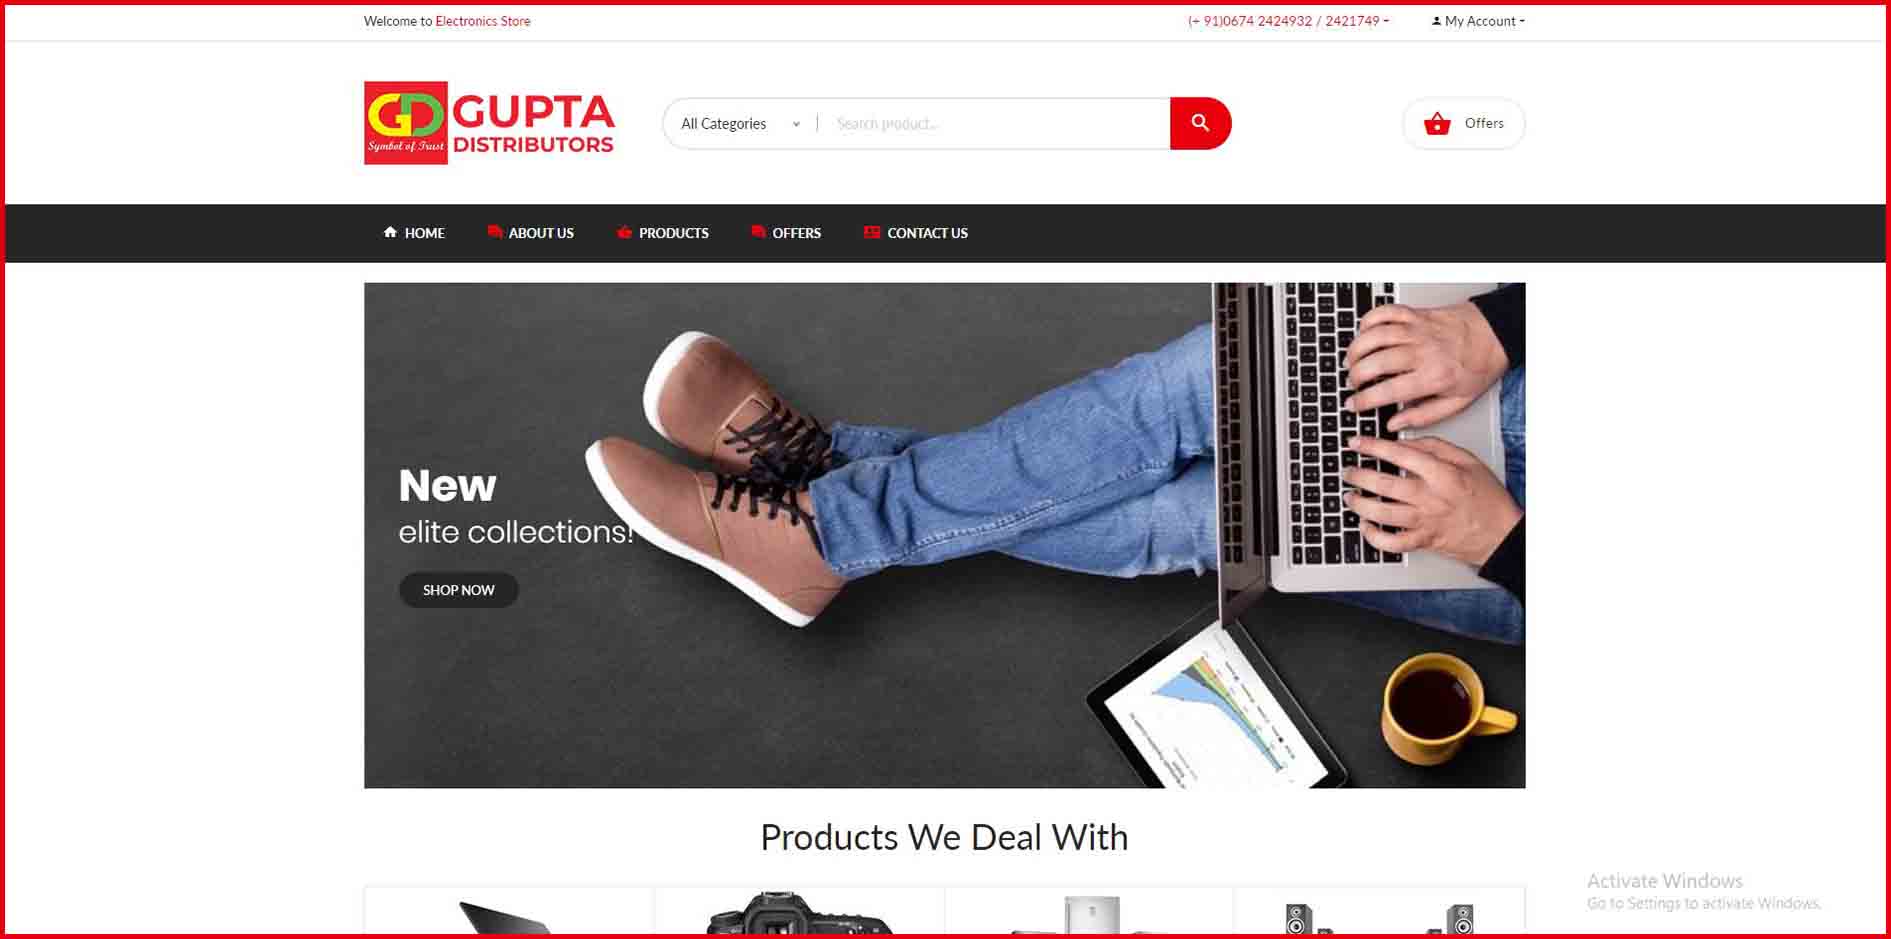 Welcome to Electronics Store
(+ 91)0674 2424932 / 2421749
My Account
GD
Symbol of Trust
GUPTA
DISTRIBUTORS
All Categories
Search product...
Offers
HOME
ABOUT US
PRODUCTS
OFFERS
CONTACT US
New
elite collections!
SHOP NOW
Products We Deal With
Activate Windows
Go to Settings to activate Windows.